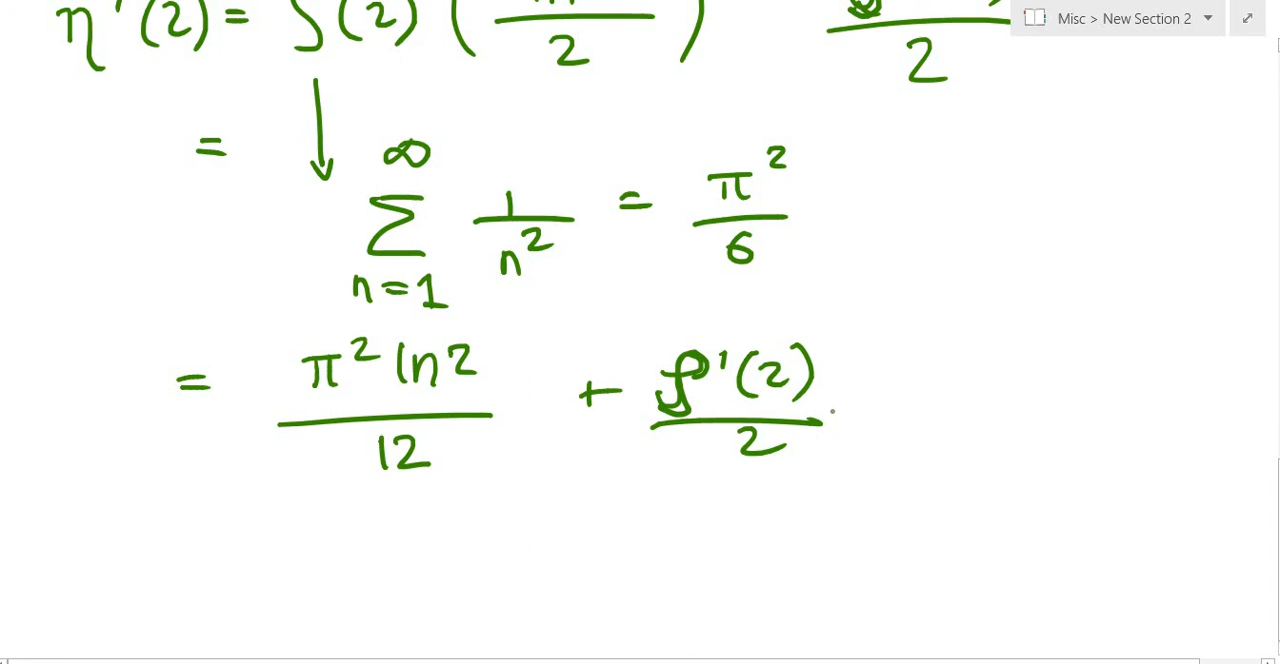 η'(2) = ζ(2) ( / 2 ) / 2
Misc > New Section 2
= ∞ ∑ n=1 1/n² = π²/6
= π² ln2 / 12 + ζ'(2) / 2